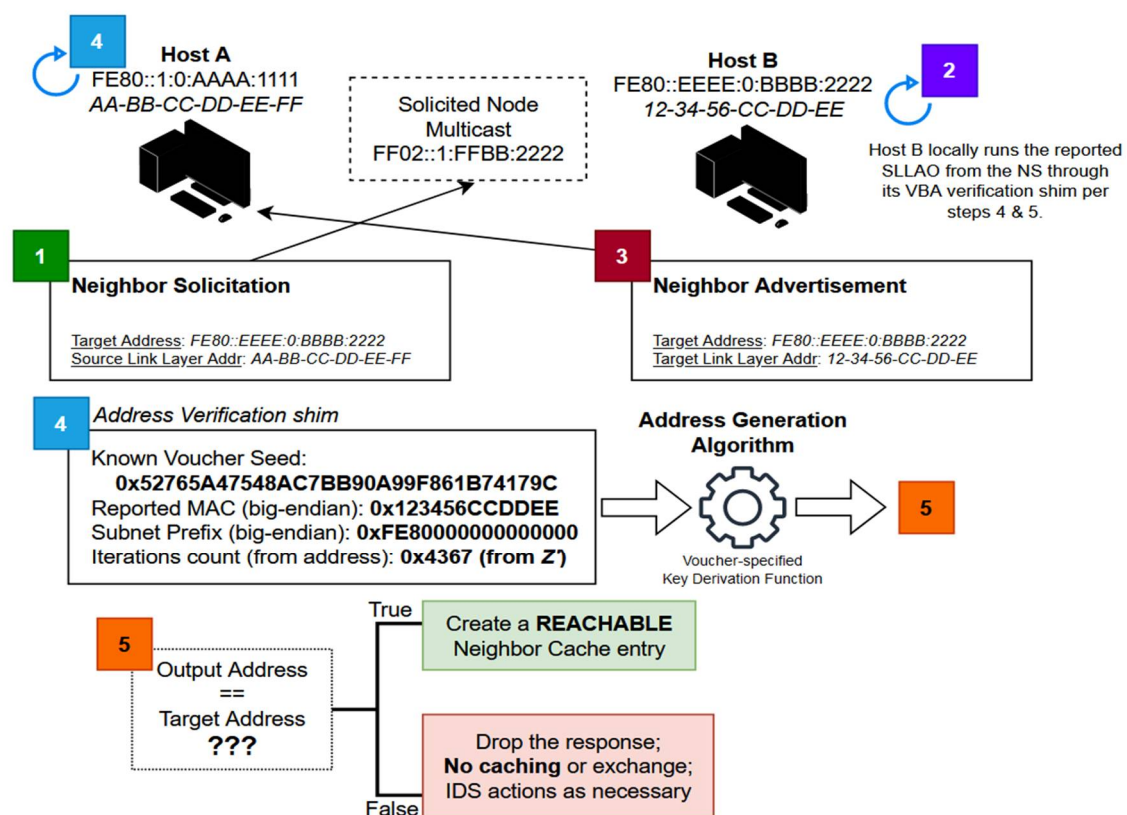 4
Host A
FE80::1:0:AAAA:1111
AA-BB-CC-DD-EE-FF
Solicited Node
Multicast
FF02::1:FFBB:2222
Host B
FE80::EEEE:0:BBBB:2222
12-34-56-CC-DD-EE
2
Host B locally runs the reported
SLLAO from the NS through
its VBA verification shim per
steps 4 & 5.
1
Neighbor Solicitation
Target Address: FE80::EEEE:0:BBBB:2222
Source Link Layer Addr: AA-BB-CC-DD-EE-FF
3
Neighbor Advertisement
Target Address: FE80::EEEE:0:BBBB:2222
Target Link Layer Addr: 12-34-56-CC-DD-EE
4
Address Verification shim
Known Voucher Seed:
0x52765A47548AC7BB90A99F861B74179C
Reported MAC (big-endian): 0x123456CCDDEE
Subnet Prefix (big-endian): 0xFE80000000000000
Iterations count (from address): 0x4367 (from Z')
Address Generation
Algorithm
Voucher-specified
Key Derivation Function
5
5
Output Address
==
Target Address
???
True
Create a REACHABLE
Neighbor Cache entry
Drop the response;
No caching or exchange;
IDS actions as necessary
False